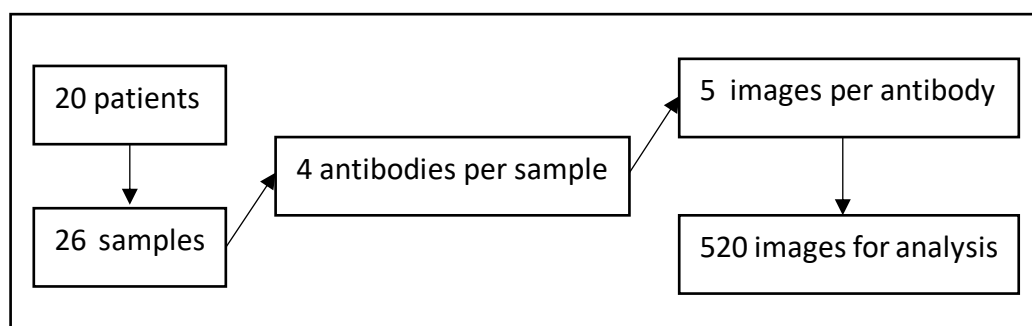 20 patients
26 samples
4 antibodies per sample
5 images per antibody
520 images for analysis